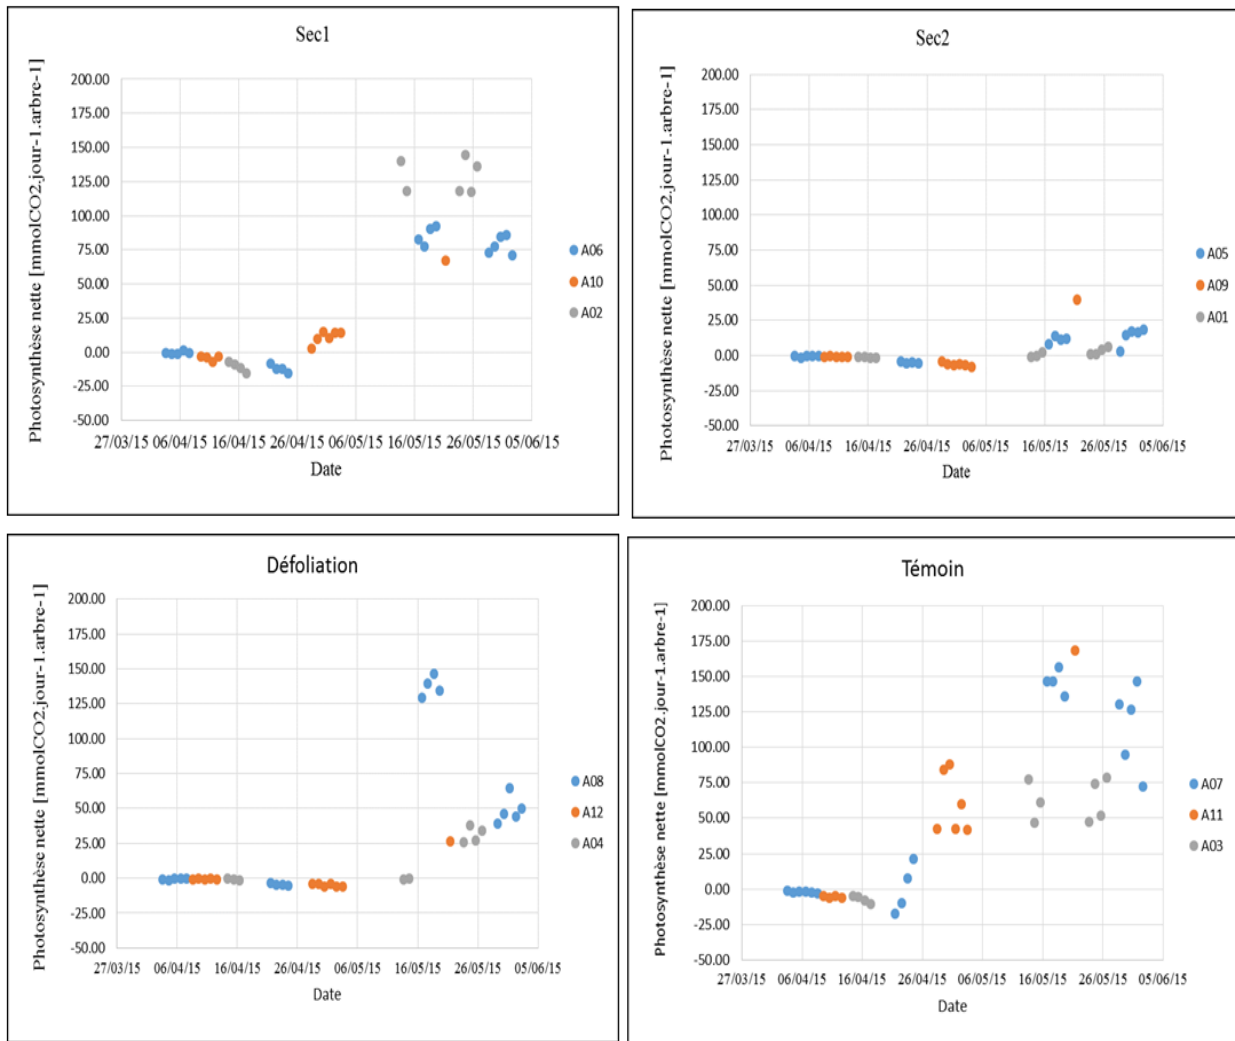 Sec1
Photosynthèse nette [mmolCO2.jour-1.arbre-1]
200.00
175.00
150.00
125.00
100.00
75.00
50.00
25.00
0.00
-25.00
-50.00
27/03/15 06/04/15 16/04/15 26/04/15 06/05/15 16/05/15 26/05/15 05/06/15
Date
A06
A10
A02
Sec2
Photosynthèse nette [mmolCO2.jour-1.arbre-1]
200.00
175.00
150.00
125.00
100.00
75.00
50.00
25.00
0.00
-25.00
-50.00
27/03/15 06/04/15 16/04/15 26/04/15 06/05/15 16/05/15 26/05/15 05/06/15
Date
A05
A09
A01
Défoliation
Photosynthèse nette [mmolCO2.jour-1.arbre-1]
200.00
175.00
150.00
125.00
100.00
75.00
50.00
25.00
0.00
-25.00
-50.00
27/03/15 06/04/15 16/04/15 26/04/15 06/05/15 16/05/15 26/05/15 05/06/15
Date
A08
A12
A04
Témoin
Photosynthèse nette [mmolCO2.jour-1.arbre-1]
200.00
175.00
150.00
125.00
100.00
75.00
50.00
25.00
0.00
-25.00
-50.00
27/03/15 06/04/15 16/04/15 26/04/15 06/05/15 16/05/15 26/05/15 05/06/15
Date
A07
A11
A03